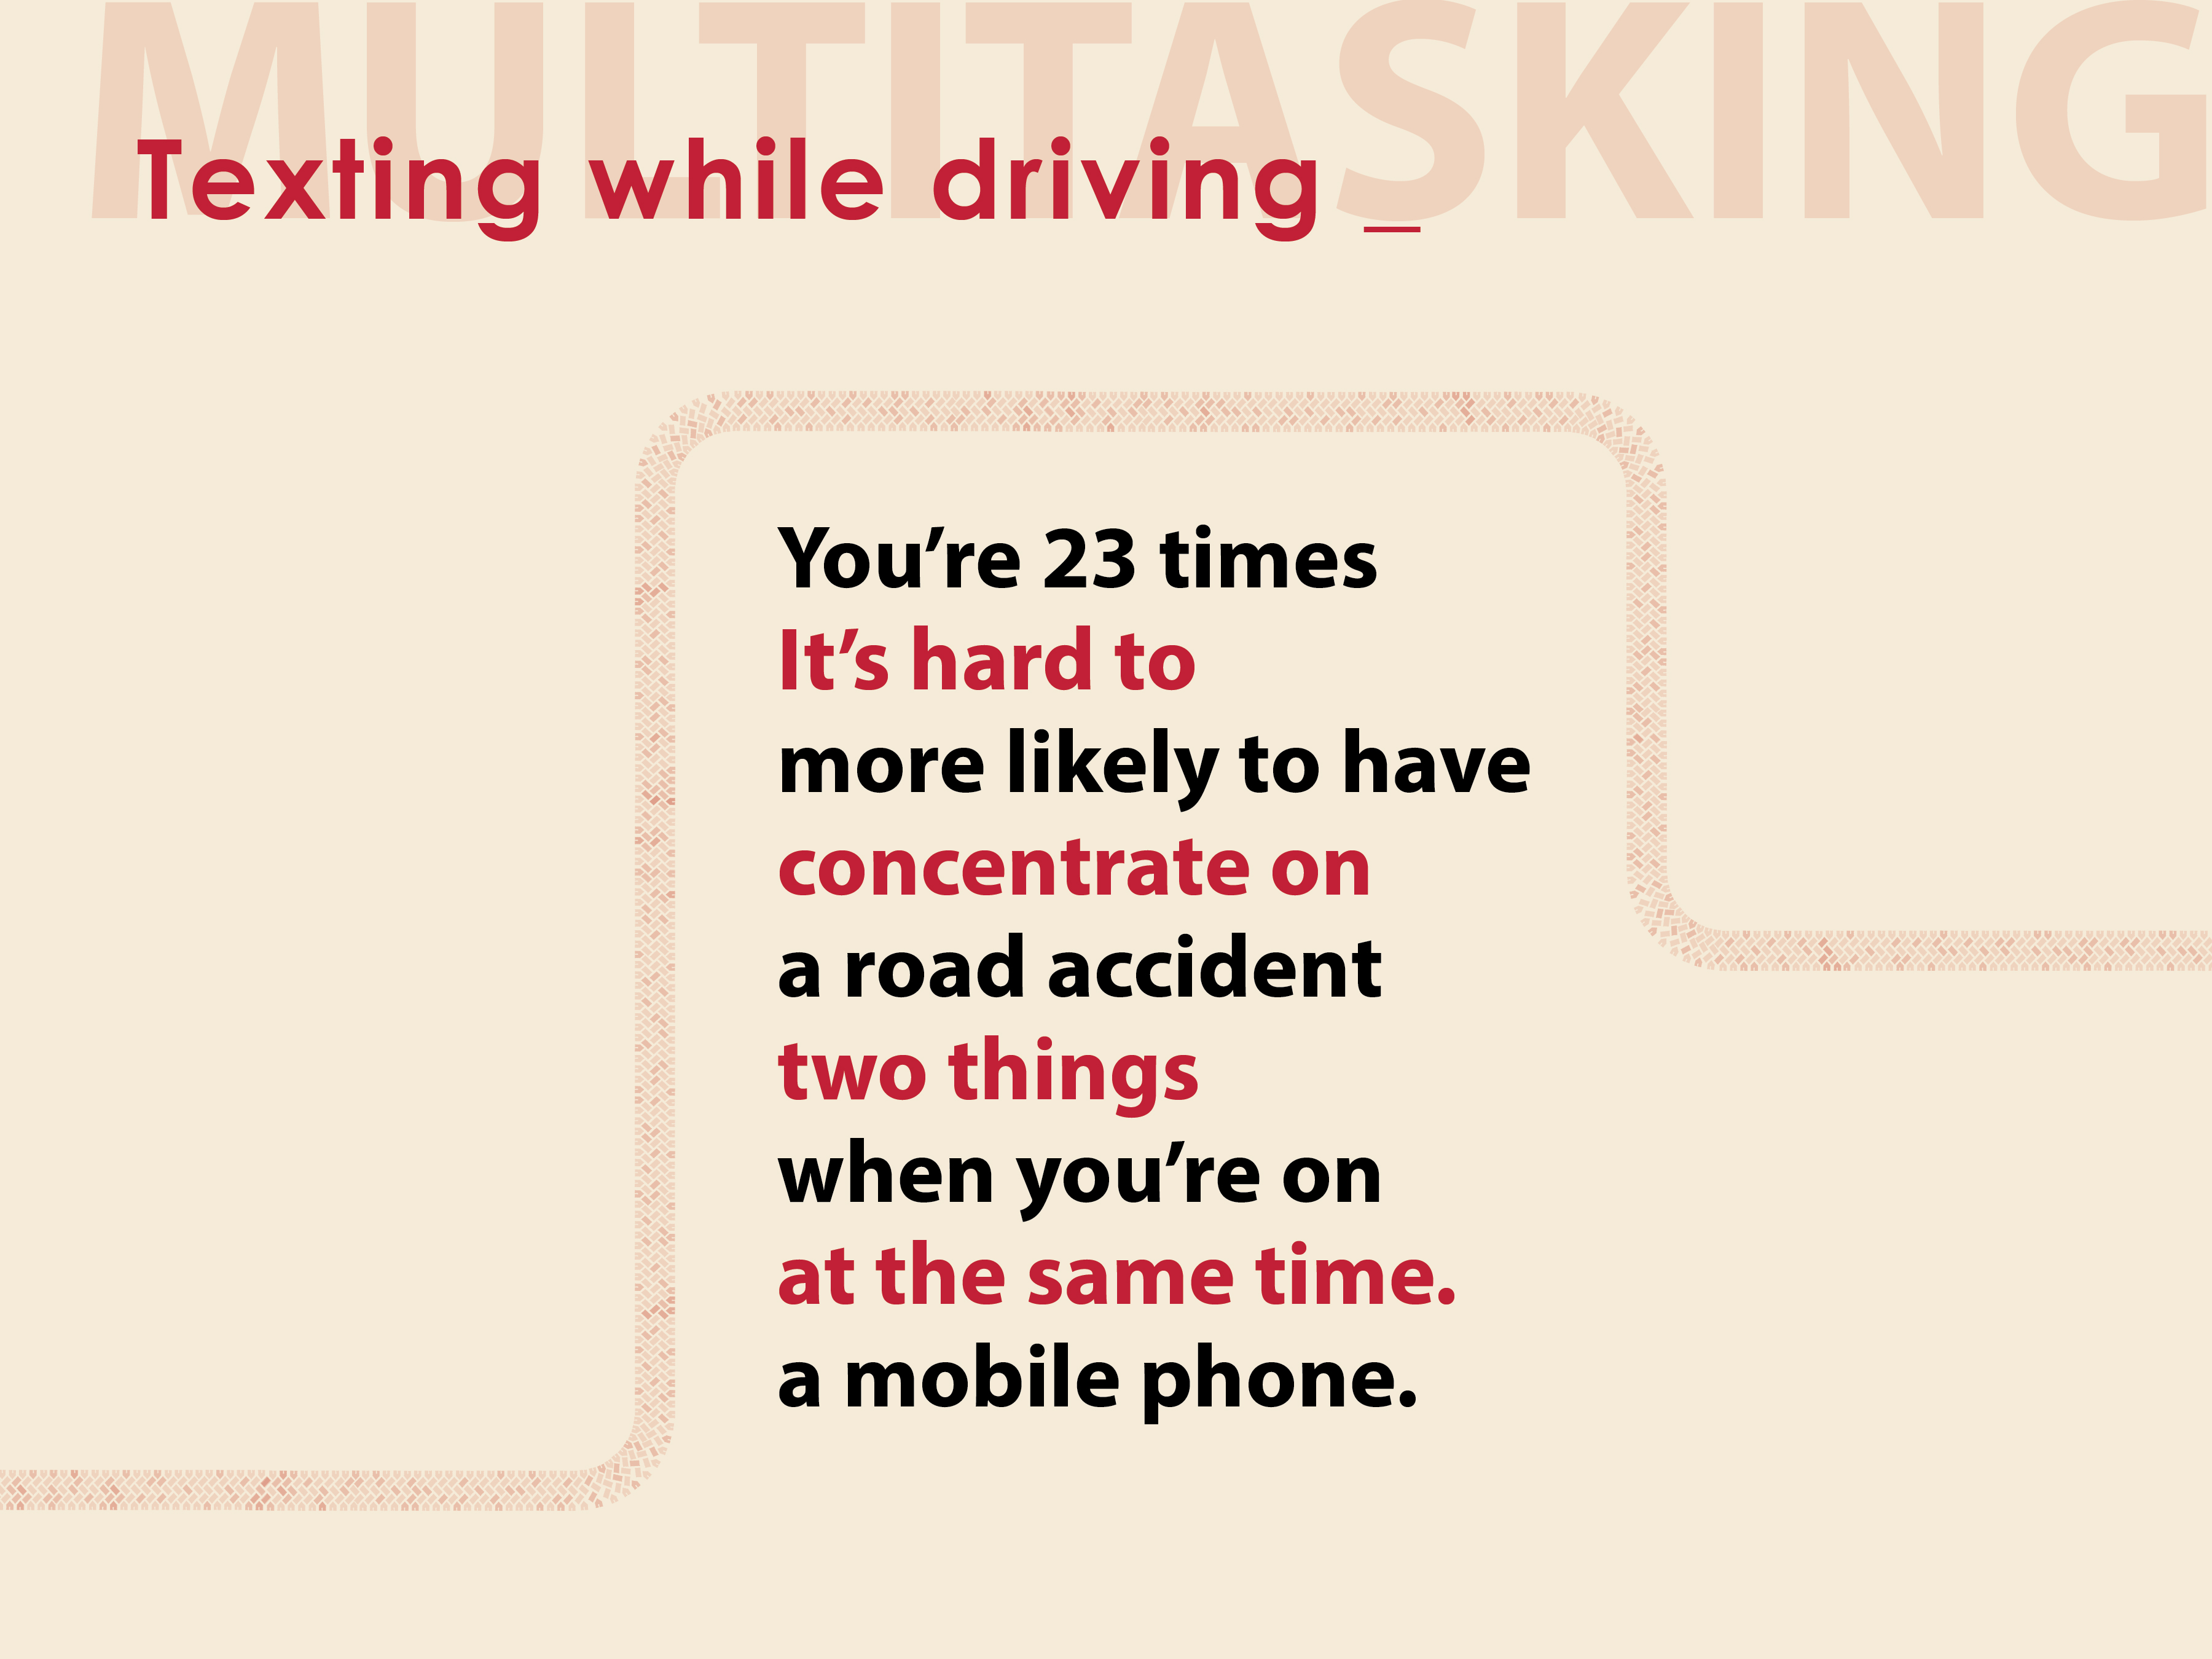 MULTITASKING
Texting while driving _
You’re 23 times
It’s hard to
more likely to have
concentrate on
a road accident
two things
when you’re on
at the same time.
a mobile phone.